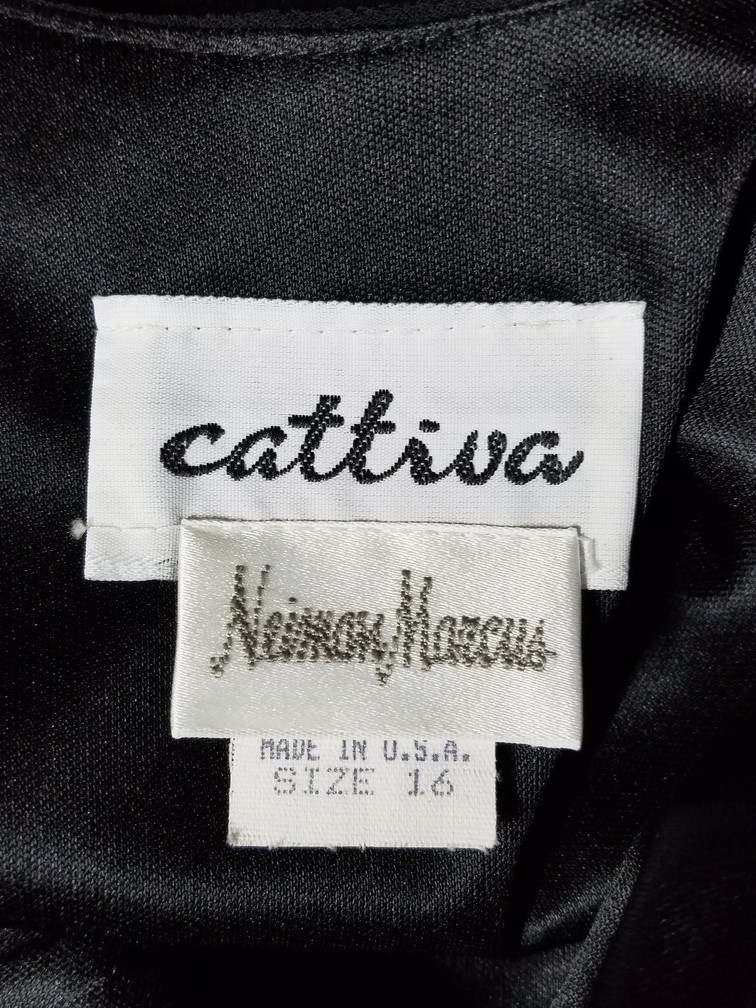 cattiva
Neiman Marcus
MADE IN U.S.A.
SIZE 16